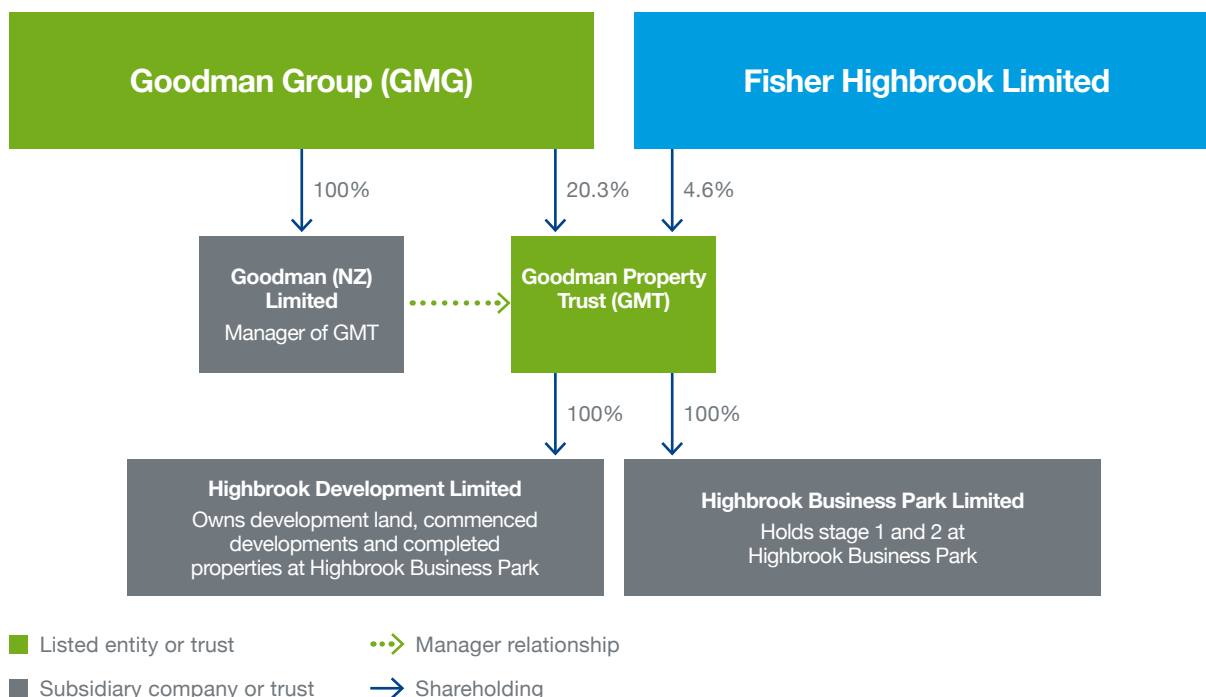 Goodman Group (GMG)
Fisher Highbrook Limited
100%
20.3%
4.6%
Goodman (NZ)
Limited
Manager of GMT
Goodman Property
Trust (GMT)
100%
100%
Highbrook Development Limited
Owns development land, commenced
developments and completed
properties at Highbrook Business Park
Highbrook Business Park Limited
Holds stage 1 and 2 at
Highbrook Business Park
Listed entity or trust
Manager relationship
Subsidiary company or trust
Shareholding